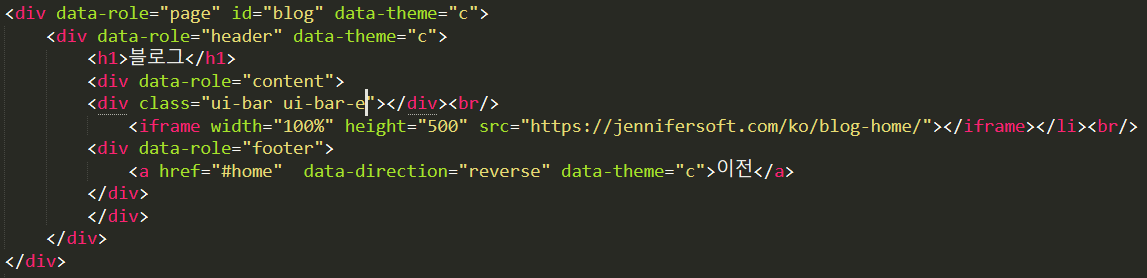 <div data-role="page" id="blog" data-theme="c">
<div data-role="header" data-theme="c">
<h1>블로그</h1>
<div data-role="content">
<div class="ui-bar ui-bar-e"></div><br/>
<iframe width="100%" height="500" src="https://jennifersoft.com/ko/blog-home/"></iframe></li><br/>
<div data-role="footer">
<a href="#home"  data-direction="reverse" data-theme="c">이전</a>
</div>
</div>
</div>
</div>